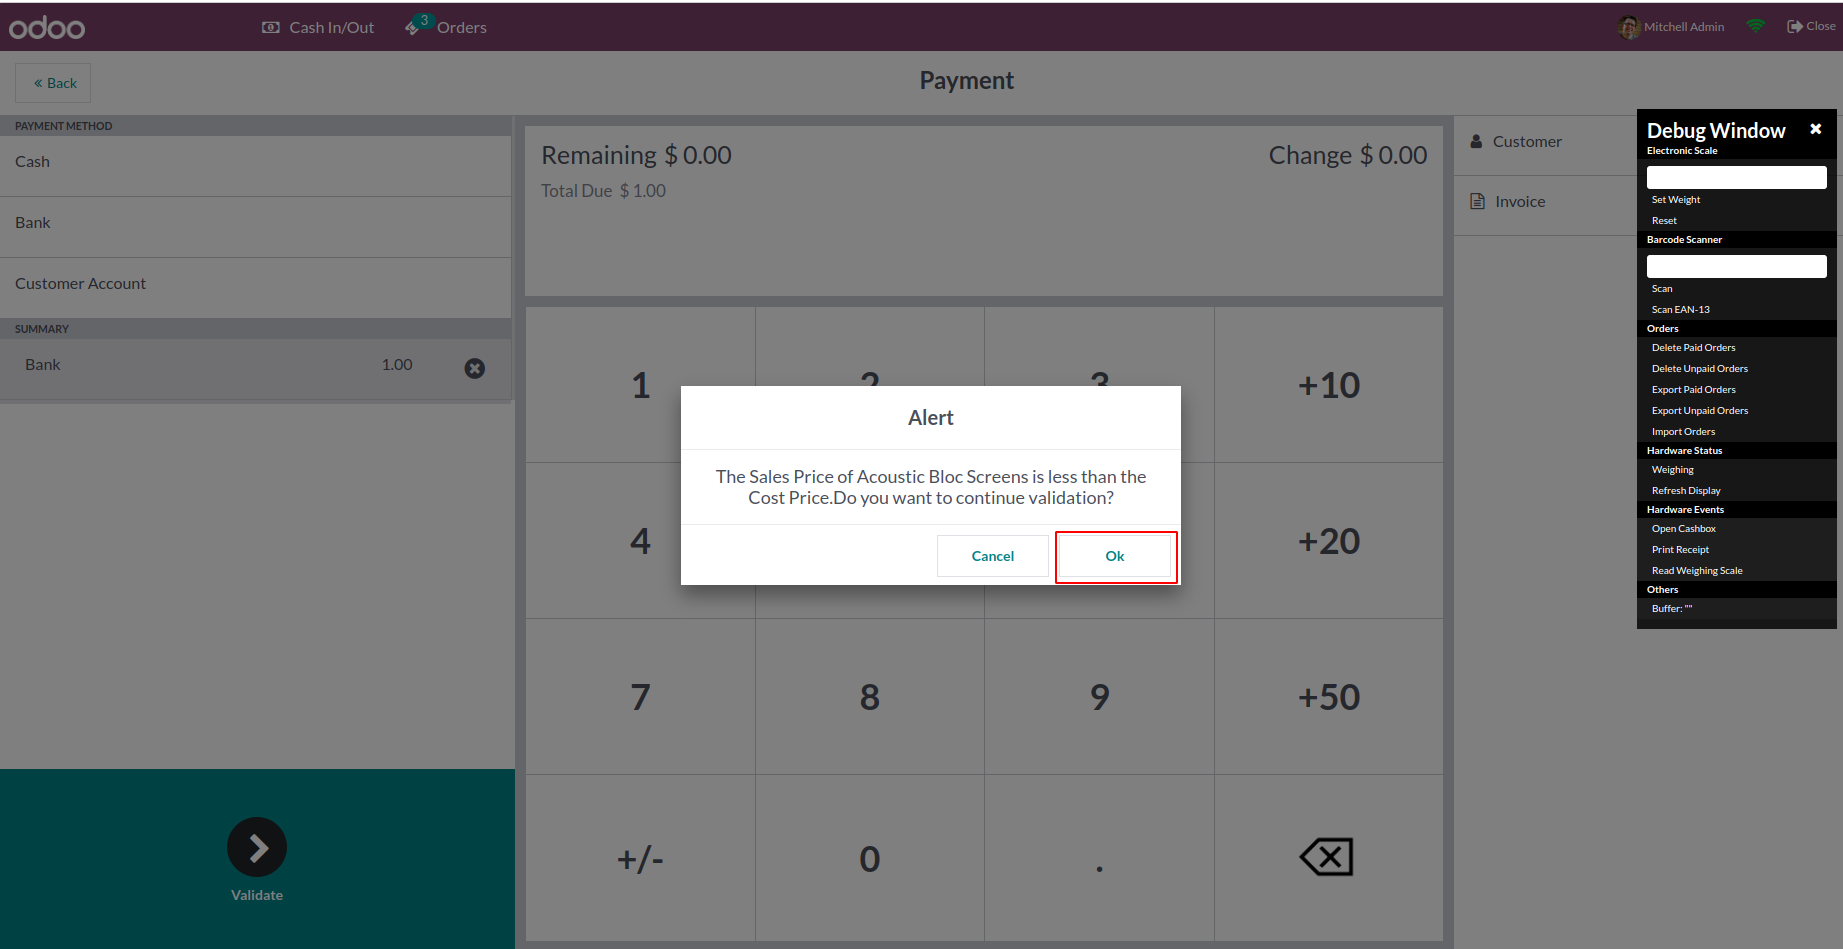 odoo
Cash In/Out
3
Orders
Mitchell Admin
Close
« Back
Payment
PAYMENT METHOD
Cash
Bank
Customer Account
SUMMARY
Bank 1.00
Validate
Remaining $ 0.00
Change $ 0.00
Total Due $ 1.00
1 2 3 +10
4 +20
7 8 9 +50
+/- 0 .
Alert
The Sales Price of Acoustic Bloc Screens is less than the
Cost Price.Do you want to continue validation?
Cancel
Ok
Customer
Invoice
Debug Window
Electronic Scale
Set Weight
Reset
Barcode Scanner
Scan
Scan EAN-13
Orders
Delete Paid Orders
Delete Unpaid Orders
Export Paid Orders
Export Unpaid Orders
Import Orders
Hardware Status
Weighing
Refresh Display
Hardware Events
Open Cashbox
Print Receipt
Read Weighing Scale
Others
Buffer: ""